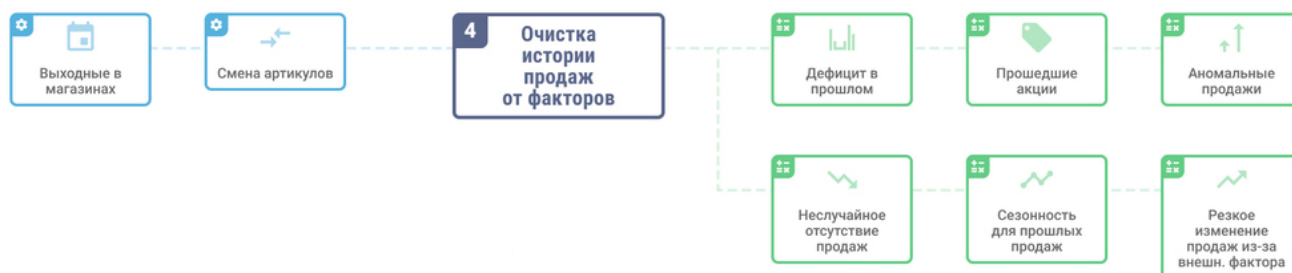 Выходные в
магазинах
Смена артикулов
4
Очистка
истории
продаж
от факторов
Дефицит в
прошлом
Прошедшие
акции
Аномальные
продажи
Неслучайное
отсутствие
продаж
Сезонность
для прошлых
продаж
Резкое
изменение
продаж из-за
внешн. фактора